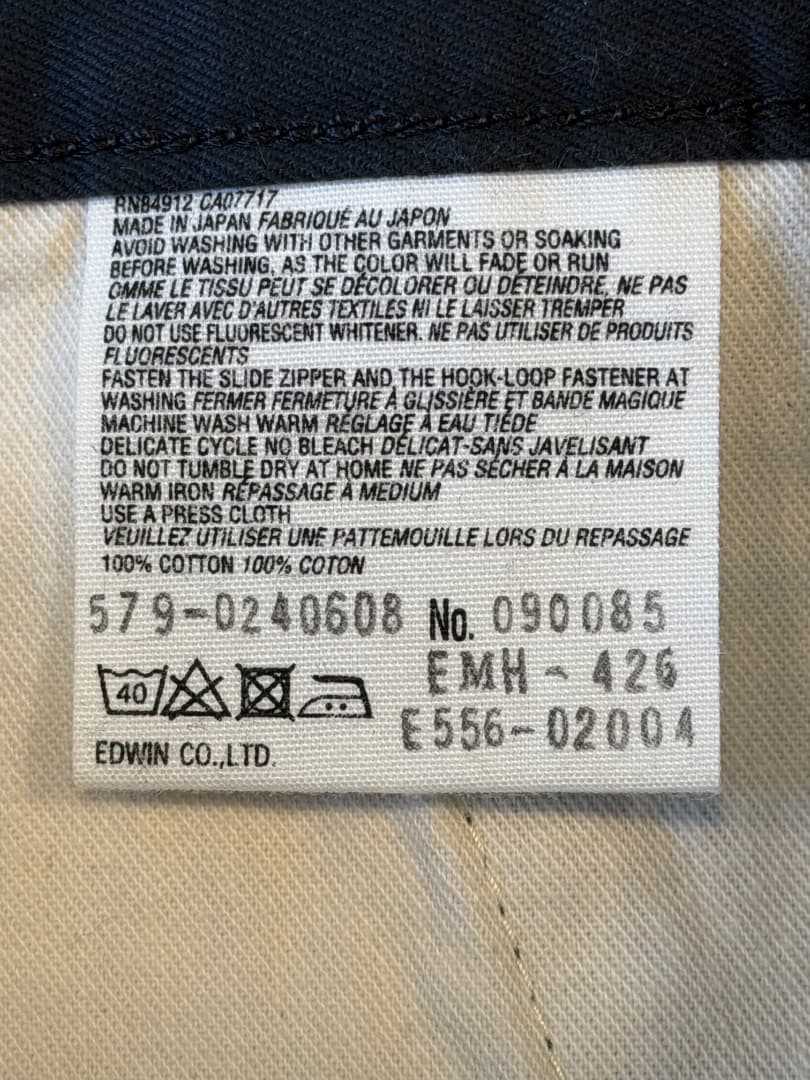 RN84912 CA07717
MADE IN JAPAN FABRIQUÉ AU JAPON
AVOID WASHING WITH OTHER GARMENTS OR SOAKING
BEFORE WASHING, AS THE COLOR WILL FADE OR RUN
OMME LE TISSU PEUT SE DÉCOLORER OU DÉTEINDRE, NE PAS
LE LAVER AVEC D'AUTRES TEXTILES NI LE LAISSER TREMPER
DO NOT USE FLUORESCENT WHITENER. NE PAS UTILISER DE PRODUITS
FLUORESCENTS
FASTEN THE SLIDE ZIPPER AND THE HOOK-LOOP FASTENER AT
WASHING FERMER FERMETURE À GLISSIÈRE ET BANDE MAGIQUE
MACHINE WASH WARM RÉGLAGE À EAU TIÈDE
DELICATE CYCLE NO BLEACH DÉLICAT-SANS JAVELISANT
DO NOT TUMBLE DRY AT HOME NE PAS SÉCHER À LA MAISON
WARM IRON RÉPASSAGE À MEDIUM
USE A PRESS CLOTH
VEUILLEZ UTILISER UNE PATTEMOUILLE LORS DU REPASSAGE
100% COTTON 100% COTON
579-0240608 No. 090085
EMH-426
40
E556-02004
EDWIN CO.,LTD.